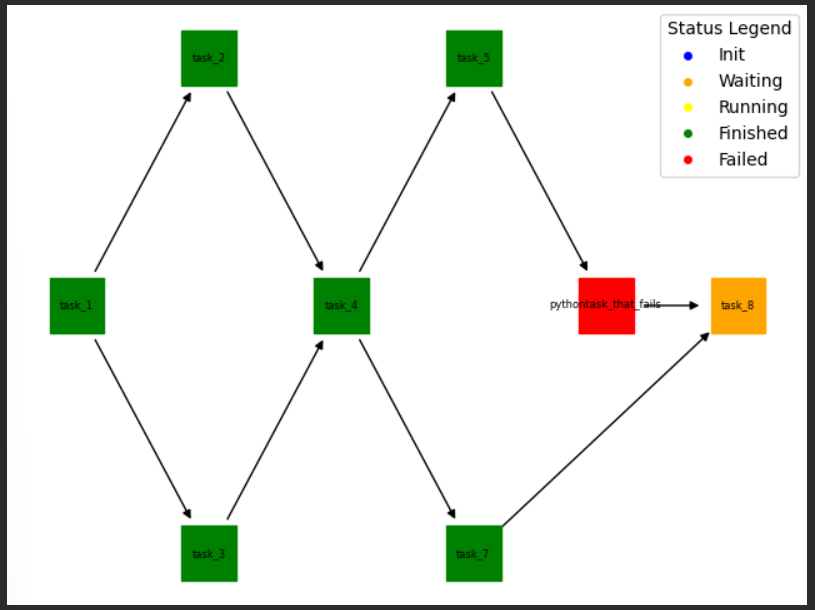 task_2
task_5
Status Legend
Init
Waiting
Running
Finished
Failed
task_1
task_4
pythontask_that_fails
task_8
task_3
task_7